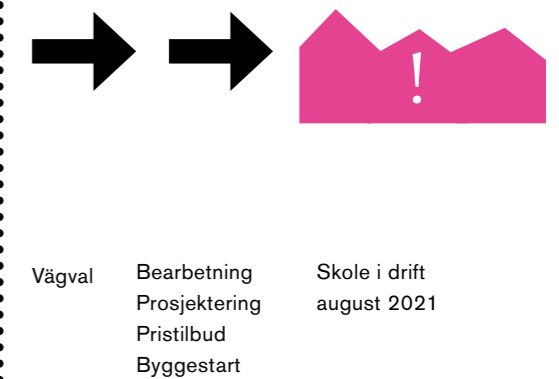 !
Vägval
Bearbetning
Prosjektering
Pristilbud
Byggestart
Skole i drift
august 2021